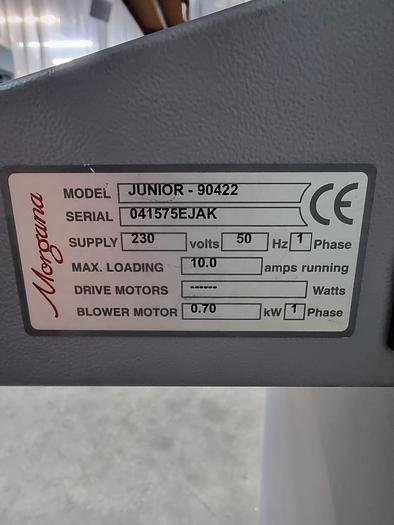 Morgana
MODEL JUNIOR - 90422
SERIAL 041575EJAK
CE
SUPPLY 230 volts 50 Hz 1 Phase
MAX. LOADING 10.0 amps running
DRIVE MOTORS ------ Watts
BLOWER MOTOR 0.70 kW 1 Phase